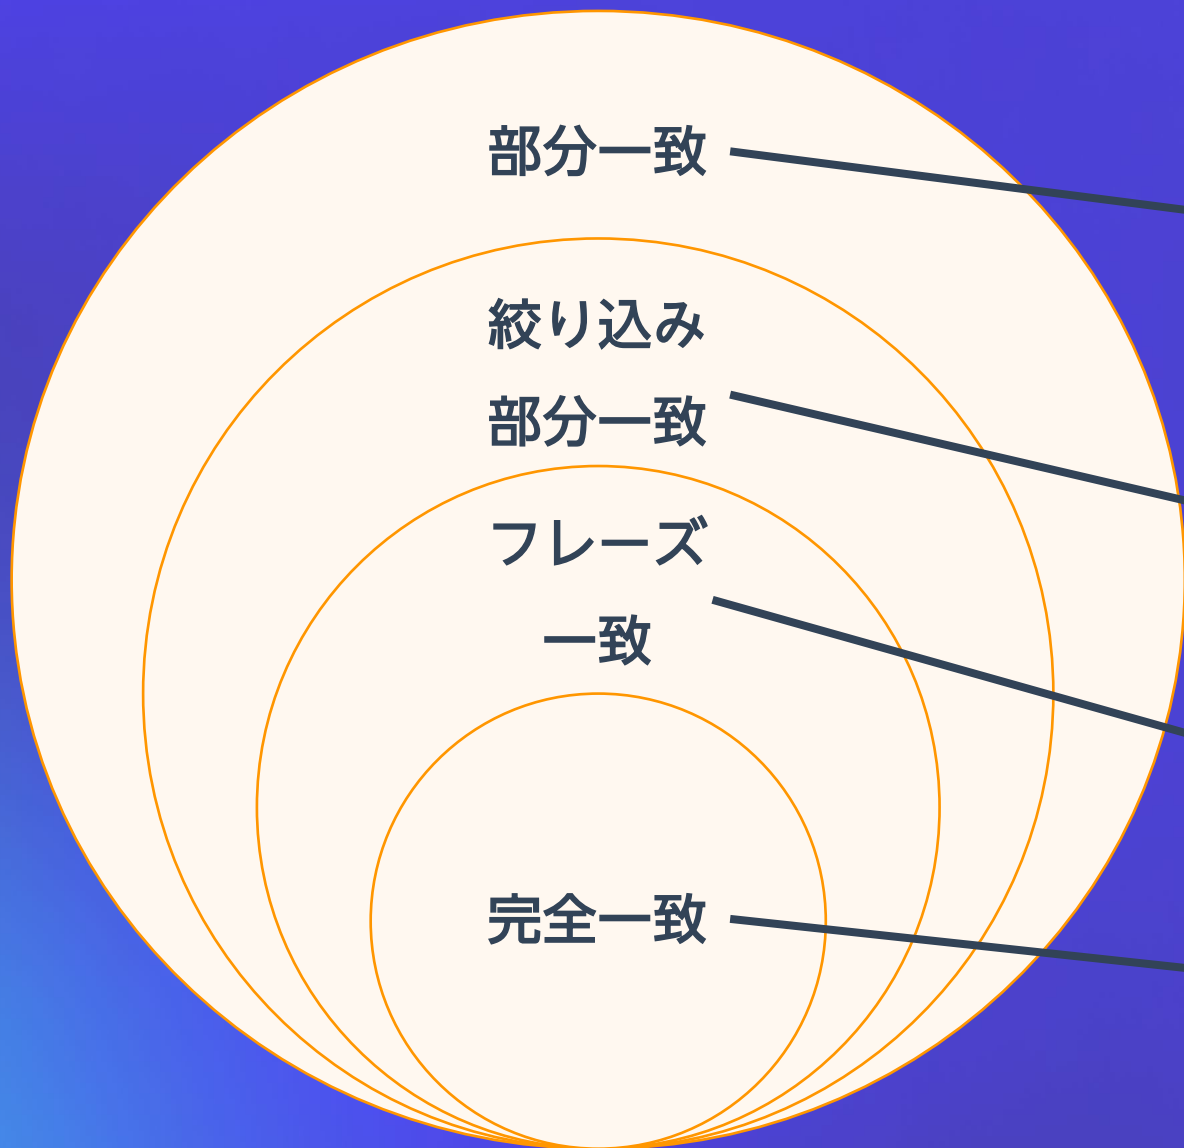 部分一致
絞り込み
部分一致
フレーズ
一致
完全一致